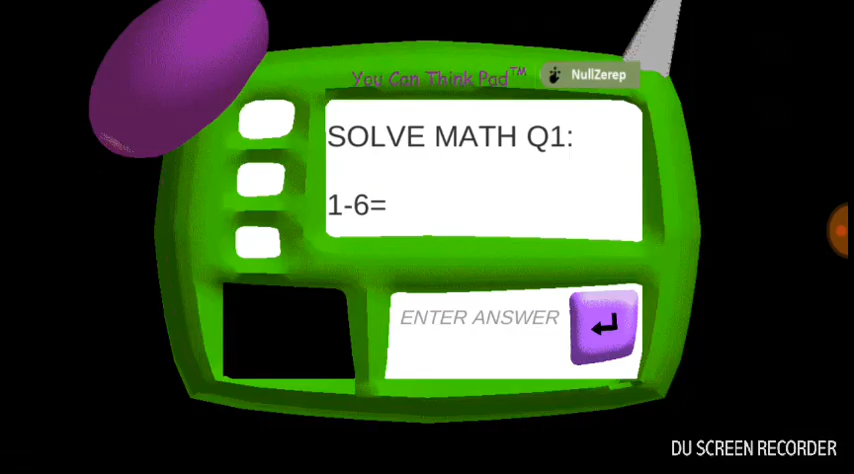 You Can Think Pad™
NullZerep
SOLVE MATH Q1:
1-6=
ENTER ANSWER
DU SCREEN RECORDER